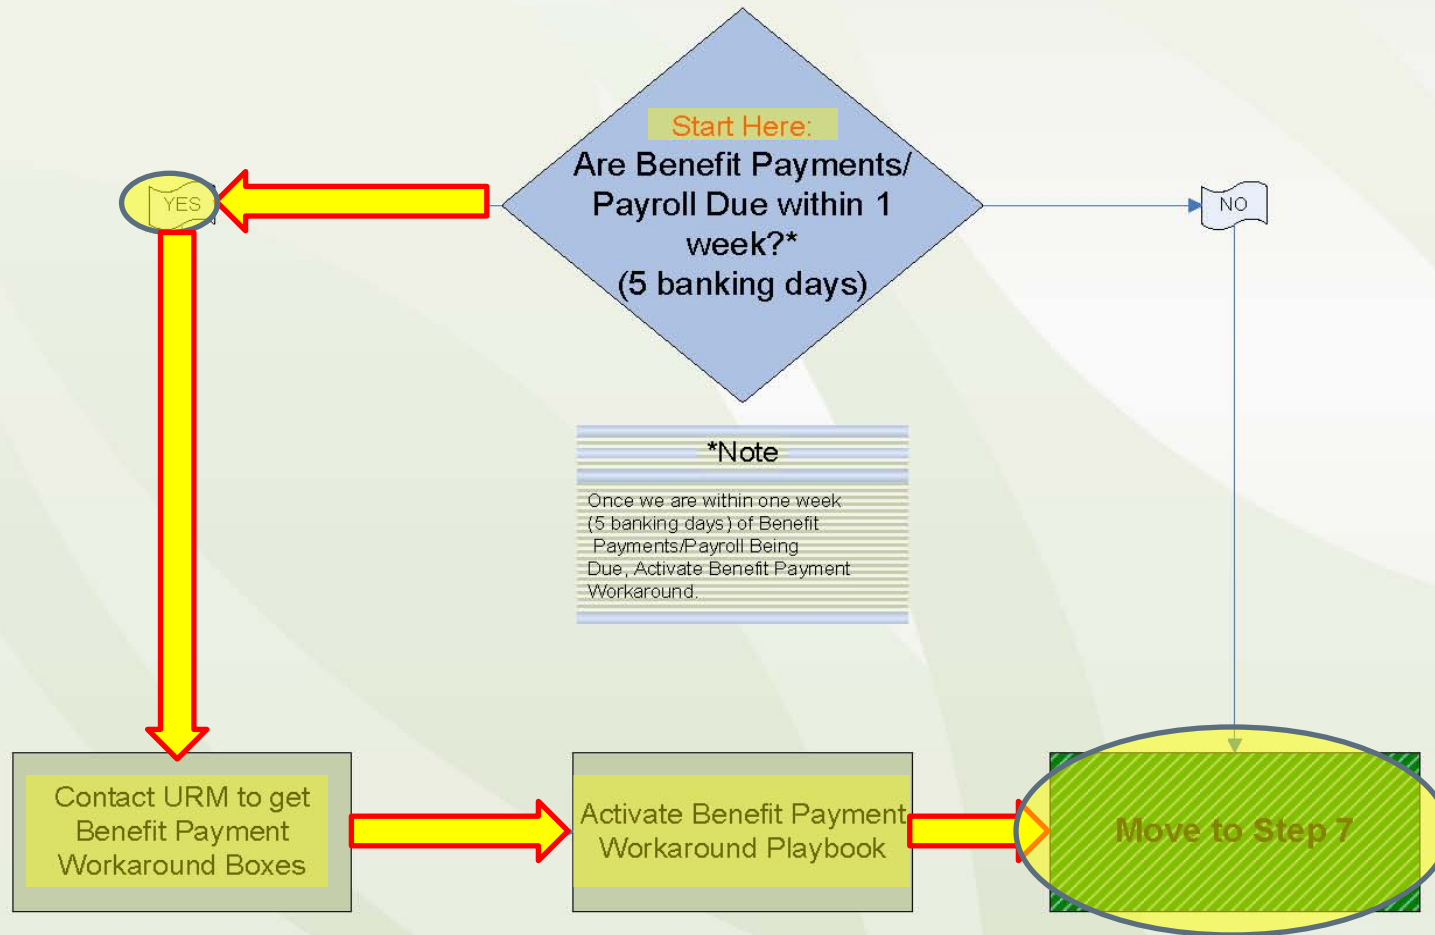 Start Here:
Are Benefit Payments/
Payroll Due within 1
week?*
(5 banking days)
YES
NO
*Note
Once we are within one week
(5 banking days) of Benefit
Payments/Payroll Being
Due, Activate Benefit Payment
Workaround.
Contact URM to get
Benefit Payment
Workaround Boxes
Activate Benefit Payment
Workaround Playbook
Move to Step 7